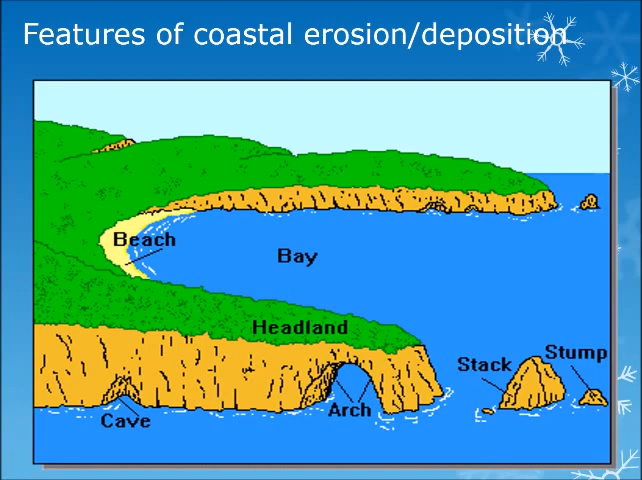 Features of coastal erosion/deposition
Beach
Bay
Headland
Stack
Stump
Arch
Cave